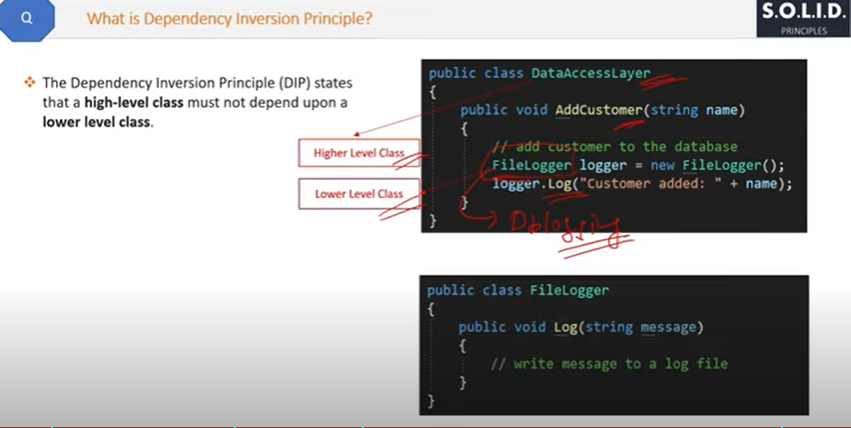 Q
What is Dependency Inversion Principle?
S.O.L.I.D.
PRINCIPLES
The Dependency Inversion Principle (DIP) states
that a high-level class must not depend upon a
lower level class.
Higher Level Class
Lower Level Class
public class DataAccessLayer
{
public void AddCustomer(string name)
{
// add customer to the database
FileLogger logger = new FileLogger();
logger.Log("Customer added: " + name);
}
}
Dblogging
public class FileLogger
{
public void Log(string message)
{
// write message to a log file
}
}